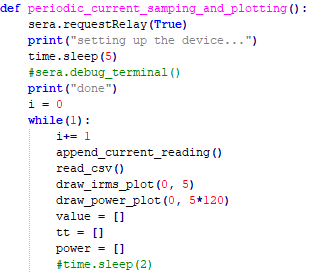 def periodic_current_samping_and_plotting():
sera.requestRelay(True)
print("setting up the device...")
time.sleep(5)
#sera.debug_terminal()
print("done")
i = 0
while(1):
i+= 1
append_current_reading()
read_csv()
draw_irms_plot(0, 5)
draw_power_plot(0, 5*120)
value = []
tt = []
power = []
#time.sleep(2)